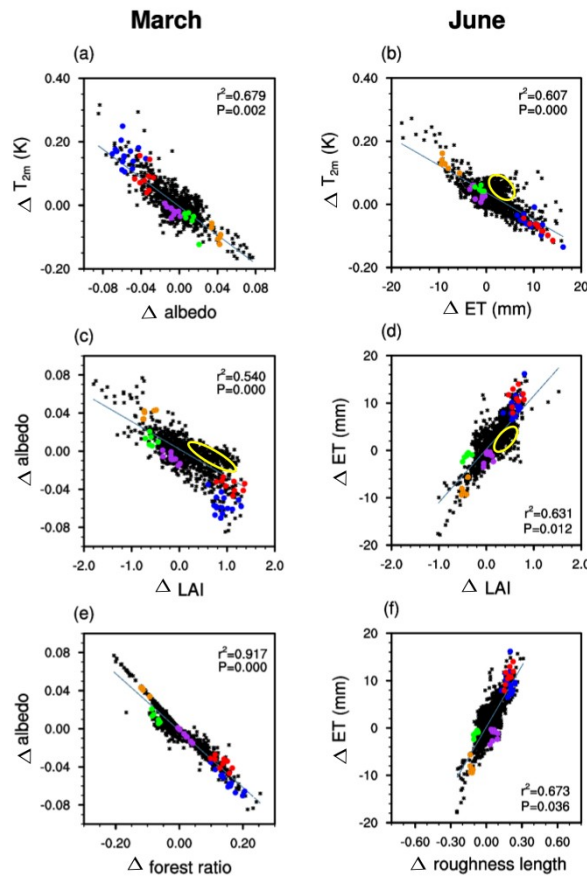 March
June
(a)
(b)
0.40
0.20
0.00
-0.20
Δ T2m (K)
r²=0.679
P=0.002
-0.08 -0.04 0.00 0.04 0.08
Δ albedo
0.40
0.20
0.00
-0.20
Δ T2m (K)
r²=0.607
P=0.000
-20 -10 0 10 20
Δ ET (mm)
(c)
(d)
0.08
0.04
0.00
-0.04
-0.08
Δ albedo
r²=0.540
P=0.000
-2.0 -1.0 0.0 1.0 2.0
Δ LAI
20
10
0
-10
-20
Δ ET (mm)
r²=0.631
P=0.012
-2.0 -1.0 0.0 1.0 2.0
Δ LAI
(e)
(f)
0.08
0.04
0.00
-0.04
-0.08
Δ albedo
r²=0.917
P=0.000
-0.20 0.00 0.20
Δ forest ratio
20
10
0
-10
-20
Δ ET (mm)
r²=0.673
P=0.036
-0.60 -0.30 0.00 0.30 0.60
Δ roughness length